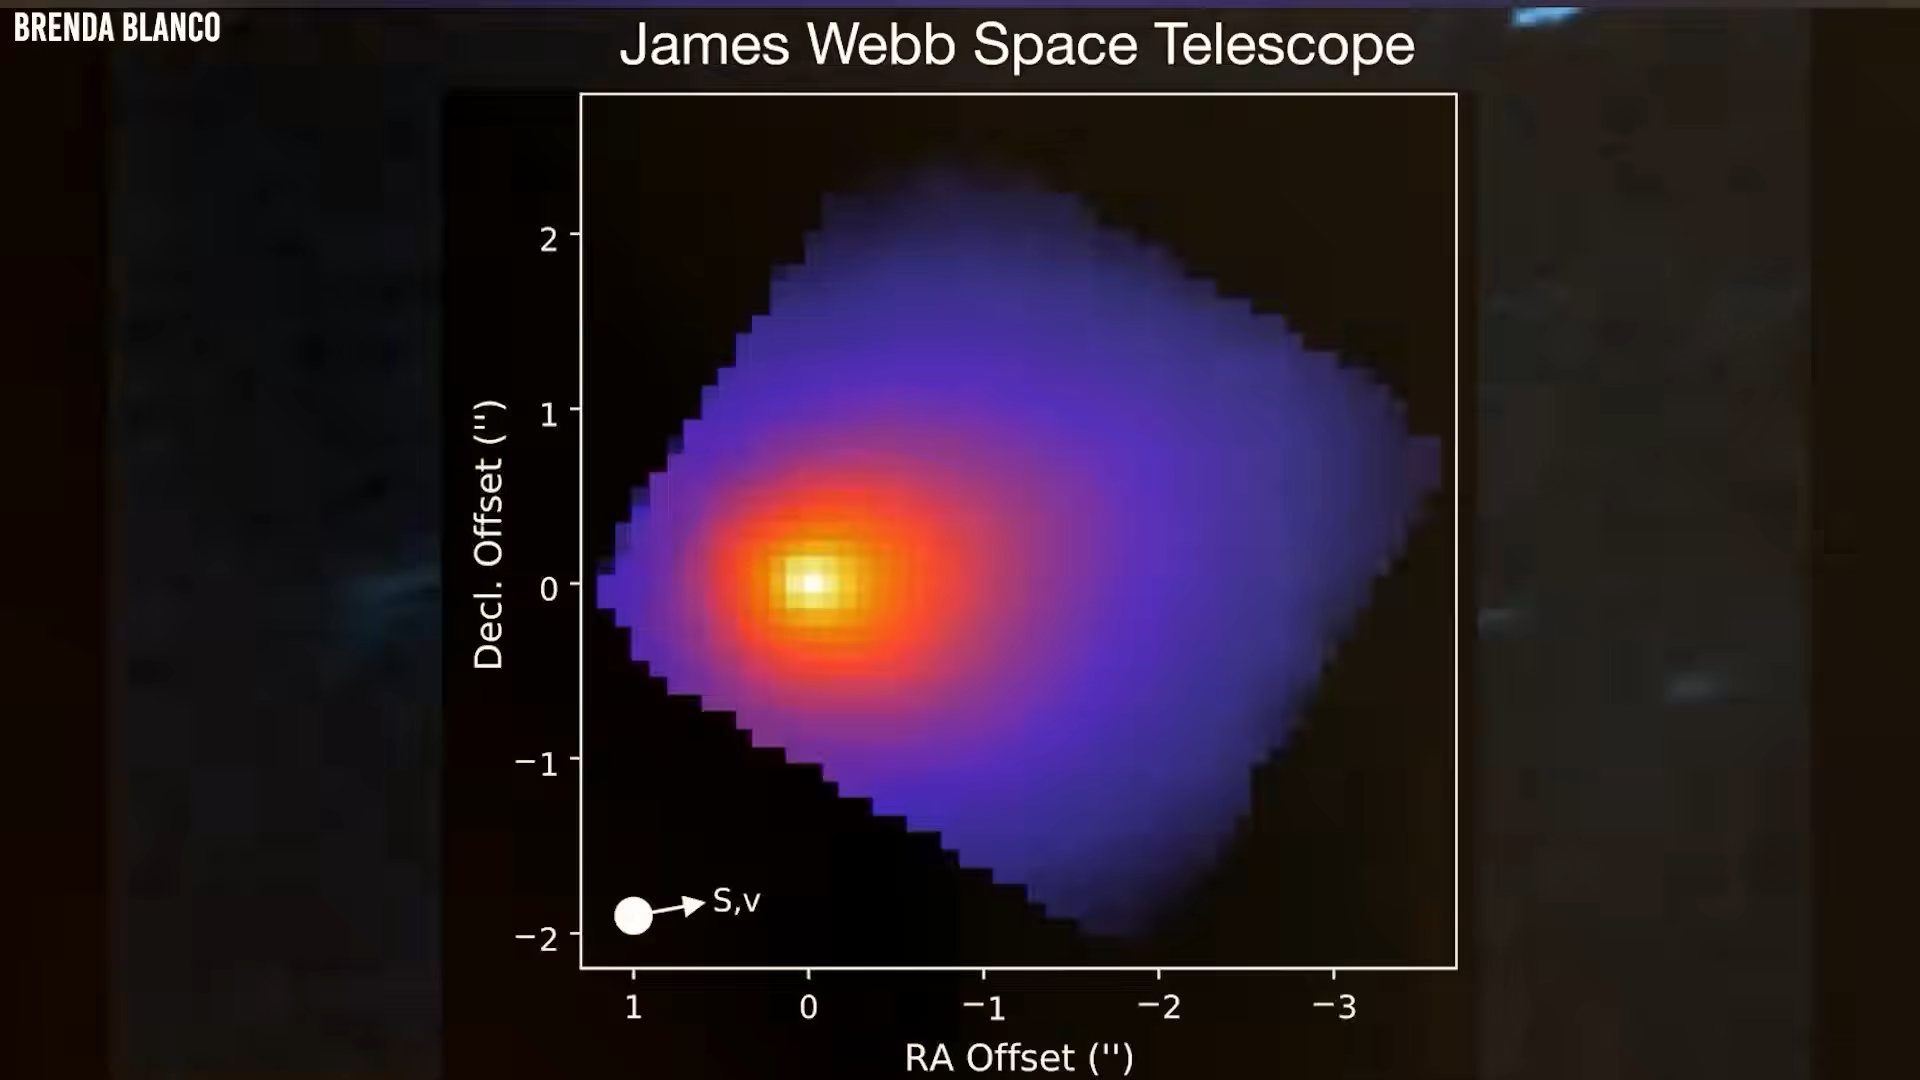 BRENDA BLANCO
James Webb Space Telescope
2
1
0
−1
−2
Decl. Offset ('')
S,v
1 0 −1 −2 −3
RA Offset ('')